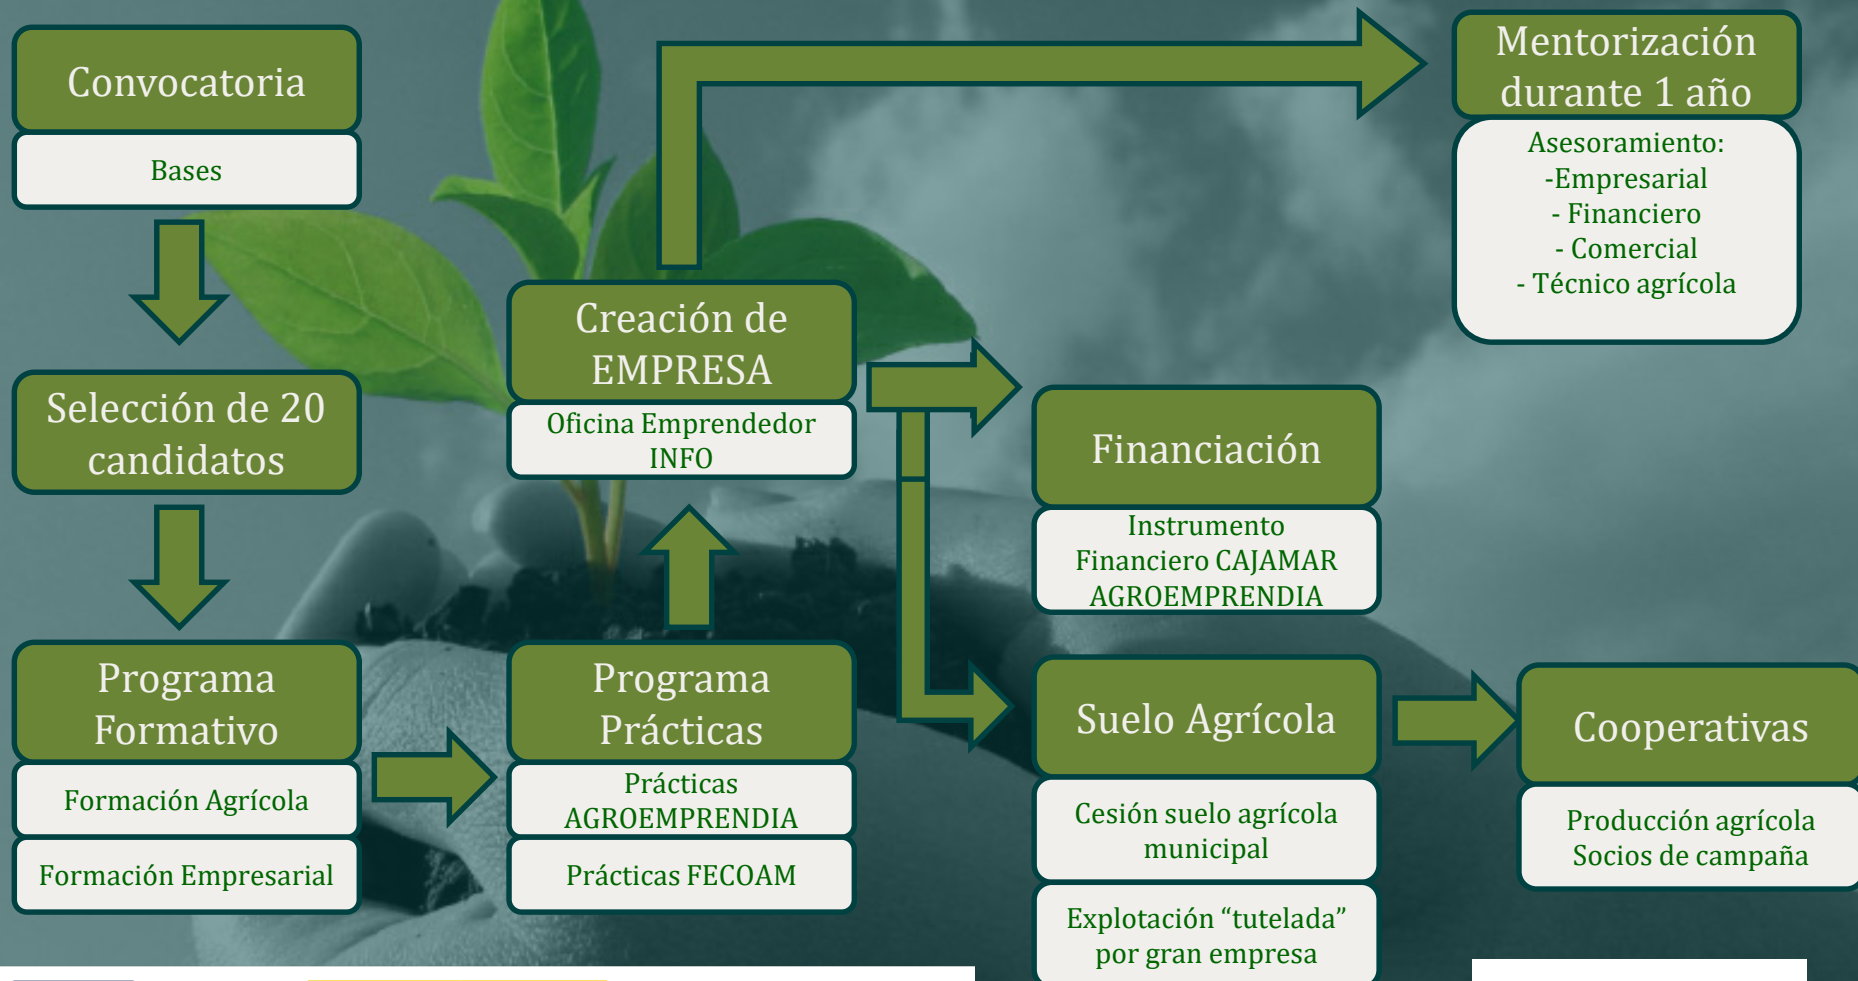 Convocatoria
Bases
Selección de 20
candidatos
Programa
Formativo
Formación Agrícola
Formación Empresarial
Programa
Prácticas
Prácticas
AGROEMPRENDIA
Prácticas FECOAM
Creación de
EMPRESA
Oficina Emprendedor
INFO
Mentorización
durante 1 año
Asesoramiento:
-Empresarial
- Financiero
- Comercial
- Técnico agrícola
Financiación
Instrumento
Financiero CAJAMAR
AGROEMPRENDIA
Suelo Agrícola
Cesión suelo agrícola
municipal
Explotación “tutelada”
por gran empresa
Cooperativas
Producción agrícola
Socios de campaña